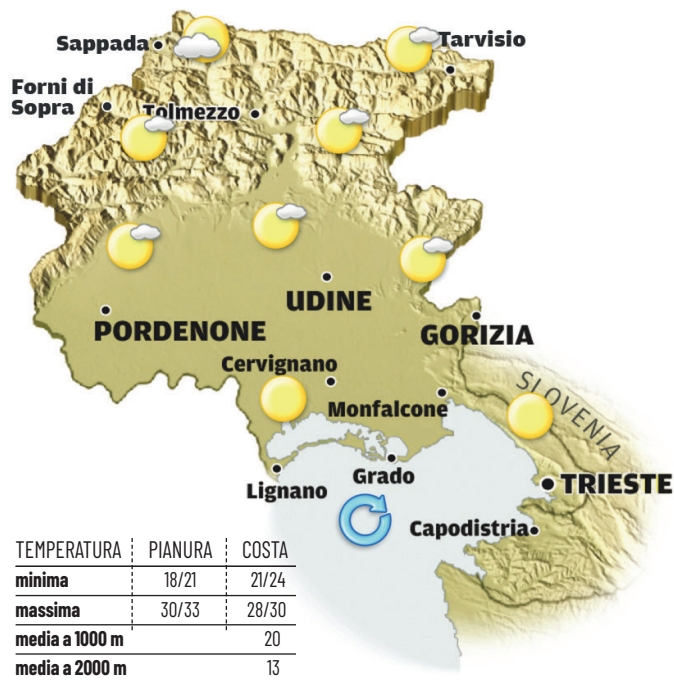 Sappada
Tarvisio
Forni di
Sopra
Tolmezzo
UDINE
PORDENONE
GORIZIA
Cervignano
SLOVENIA
Monfalcone
Grado
Lignano
TRIESTE
Capodistria
TEMPERATURA PIANURA COSTA
minima 18/21 21/24
massima 30/33 28/30
media a 1000 m 20
media a 2000 m 13